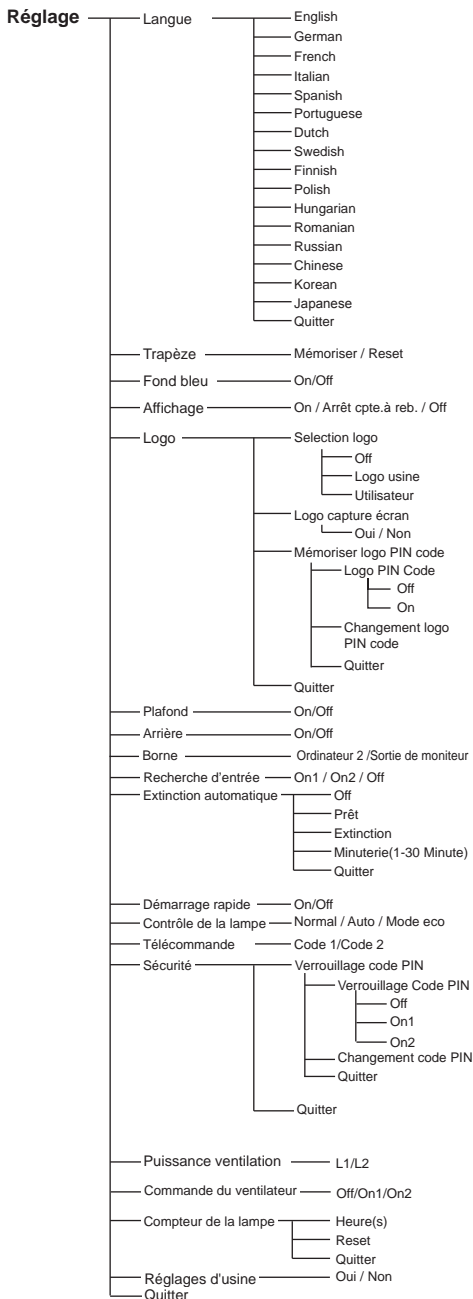 Réglage
Langue
English
German
French
Italian
Spanish
Portuguese
Dutch
Swedish
Finnish
Polish
Hungarian
Romanian
Russian
Chinese
Korean
Japanese
Quitter
Trapèze
Mémoriser / Reset
Fond bleu
On/Off
Affichage
On / Arrêt cpte.à reb. / Off
Logo
Selection logo
Off
Logo usine
Utilisateur
Logo capture écran
Oui / Non
Mémoriser logo PIN code
Logo PIN Code
Off
On
Changement logo
PIN code
Quitter
Quitter
Plafond
On/Off
Arrière
On/Off
Borne
Ordinateur 2 /Sortie de moniteur
Recherche d'entrée
On1 / On2 / Off
Extinction automatique
Off
Prêt
Extinction
Minuterie(1-30 Minute)
Quitter
Démarrage rapide
On/Off
Contrôle de la lampe
Normal / Auto / Mode eco
Télécommande
Code 1/Code 2
Sécurité
Verrouillage code PIN
Verrouillage Code PIN
Off
On1
On2
Changement code PIN
Quitter
Quitter
Puissance ventilation
L1/L2
Commande du ventilateur
Off/On1/On2
Compteur de la lampe
Heure(s)
Reset
Quitter
Réglages d'usine
Oui / Non
Quitter